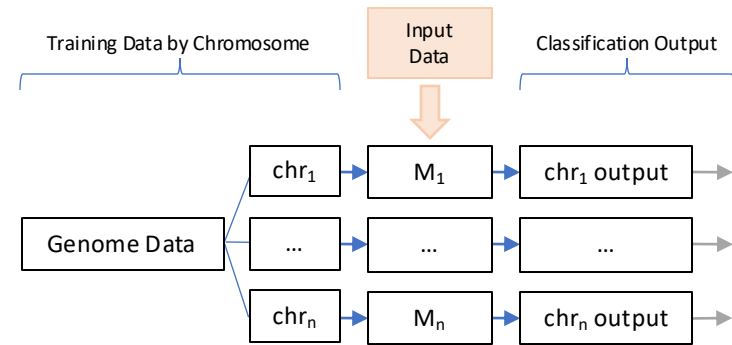 Training Data by Chromosome
Input
Data
Classification Output
chr₁
M₁
chr₁ output
Genome Data
...
...
...
chrₙ
Mₙ
chrₙ output